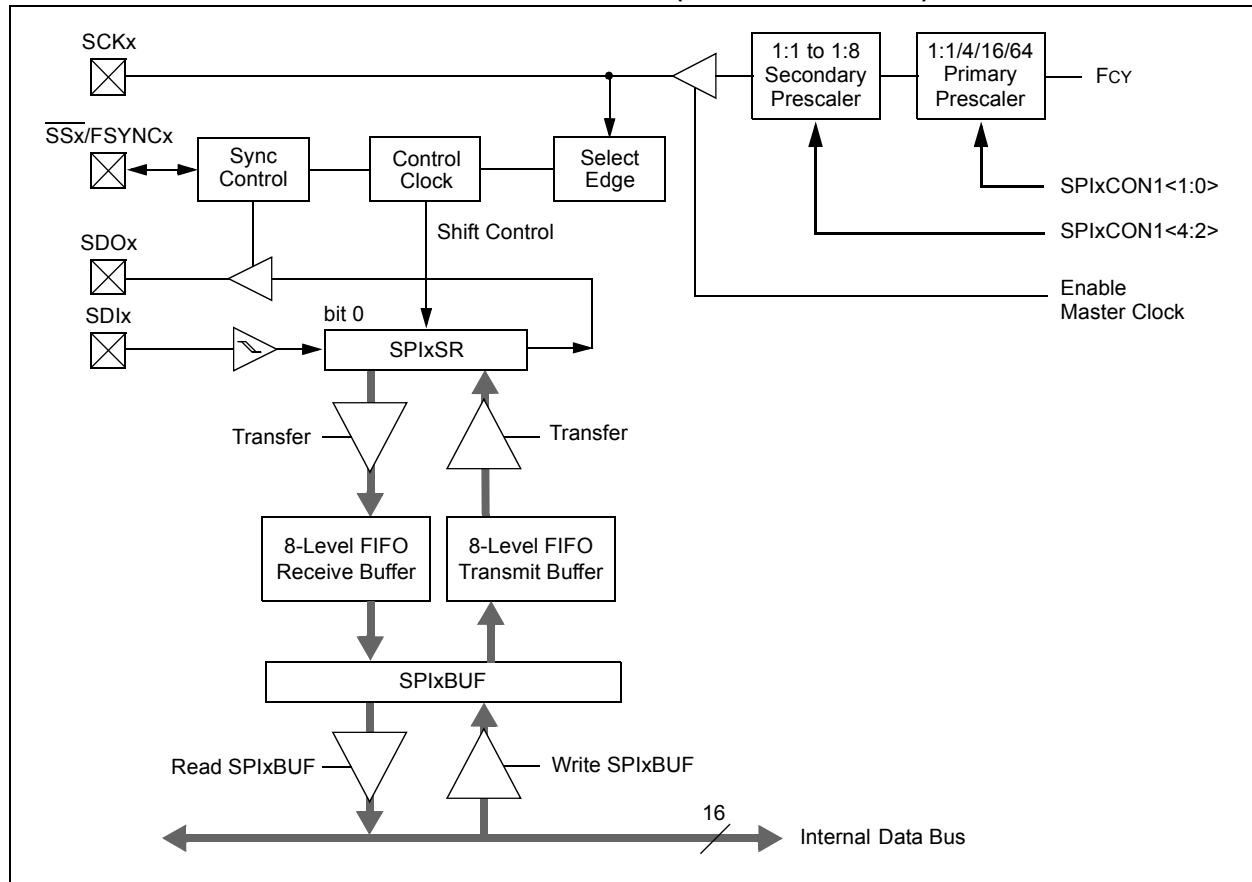 SCKx
1:1 to 1:8
Secondary
Prescaler
1:1/4/16/64
Primary
Prescaler
FCY
SSx/FSYNCx
Sync
Control
Control
Clock
Select
Edge
SPIxCON1<1:0>
Shift Control
SPIxCON1<4:2>
SDOx
Enable
Master Clock
SDIx
bit 0
SPIxSR
Transfer
Transfer
8-Level FIFO
Receive Buffer
8-Level FIFO
Transmit Buffer
SPIxBUF
Read SPIxBUF
Write SPIxBUF
16
Internal Data Bus